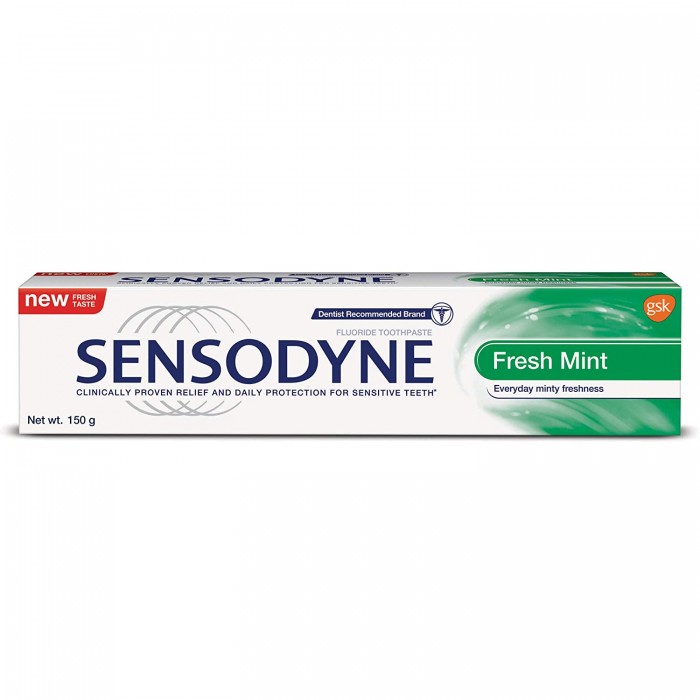 new
SENSODYNE
Fresh Mint
new FRESH
TASTE
Dentist Recommended Brand
gsk
FLUORIDE TOOTHPASTE
SENSODYNE
Fresh Mint
CLINICALLY PROVEN RELIEF AND DAILY PROTECTION FOR SENSITIVE TEETH*
Everyday minty freshness
Net wt. 150 g